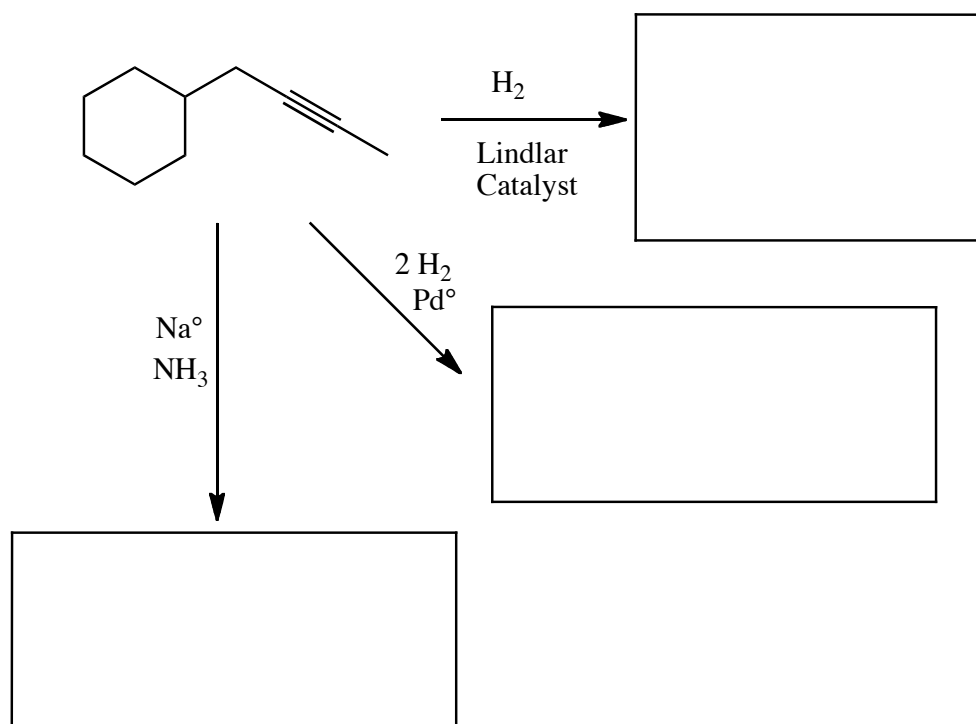 H₂
Lindlar
Catalyst
2 H₂
Pd°
Na°
NH₃